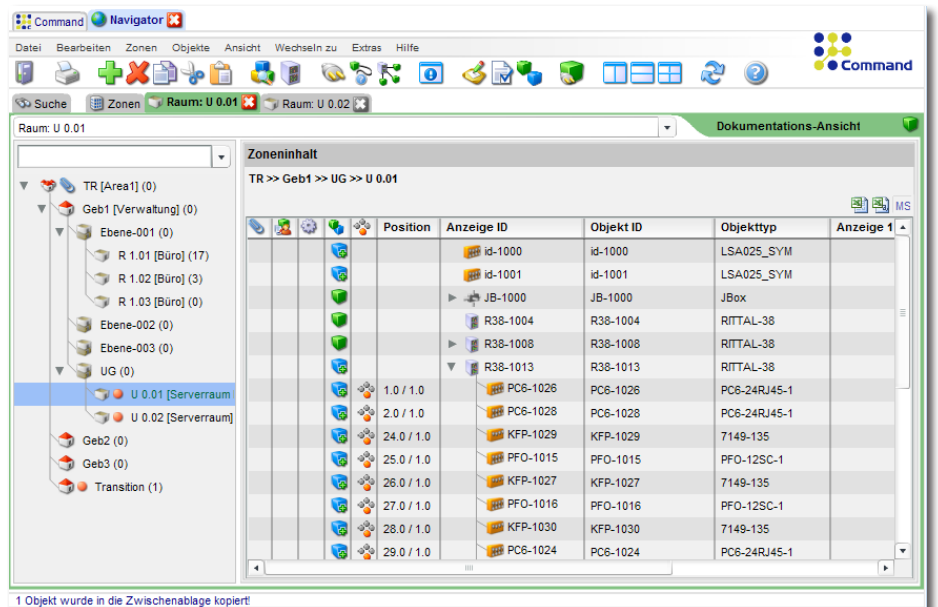 Command Navigator
Datei Bearbeiten Zonen Objekte Ansicht Wechseln zu Extras Hilfe
Command
Suche Zonen Raum: U 0.01 Raum: U 0.02
Raum: U 0.01 Dokumentations-Ansicht
Zoneninhalt
TR >> Geb1 >> UG >> U 0.01
TR [Area1] (0)
Geb1 [Verwaltung] (0)
Ebene-001 (0)
R 1.01 [Büro] (17)
R 1.02 [Büro] (3)
R 1.03 [Büro] (0)
Ebene-002 (0)
Ebene-003 (0)
UG (0)
U 0.01 [Serverraum
U 0.02 [Serverraum]
Geb2 (0)
Geb3 (0)
Transition (1)
MS
Position Anzeige ID Objekt ID Objekttyp Anzeige 1
id-1000 id-1000 LSA025_SYM
id-1001 id-1001 LSA025_SYM
JB-1000 JB-1000 JBox
R38-1004 R38-1004 RITTAL-38
R38-1008 R38-1008 RITTAL-38
R38-1013 R38-1013 RITTAL-38
1.0 / 1.0 PC6-1026 PC6-1026 PC6-24RJ45-1
2.0 / 1.0 PC6-1028 PC6-1028 PC6-24RJ45-1
24.0 / 1.0 KFP-1029 KFP-1029 7149-135
25.0 / 1.0 PFO-1015 PFO-1015 PFO-12SC-1
26.0 / 1.0 KFP-1027 KFP-1027 7149-135
27.0 / 1.0 PFO-1016 PFO-1016 PFO-12SC-1
28.0 / 1.0 KFP-1030 KFP-1030 7149-135
29.0 / 1.0 PC6-1024 PC6-1024 PC6-24RJ45-1
1 Objekt wurde in die Zwischenablage kopiert!